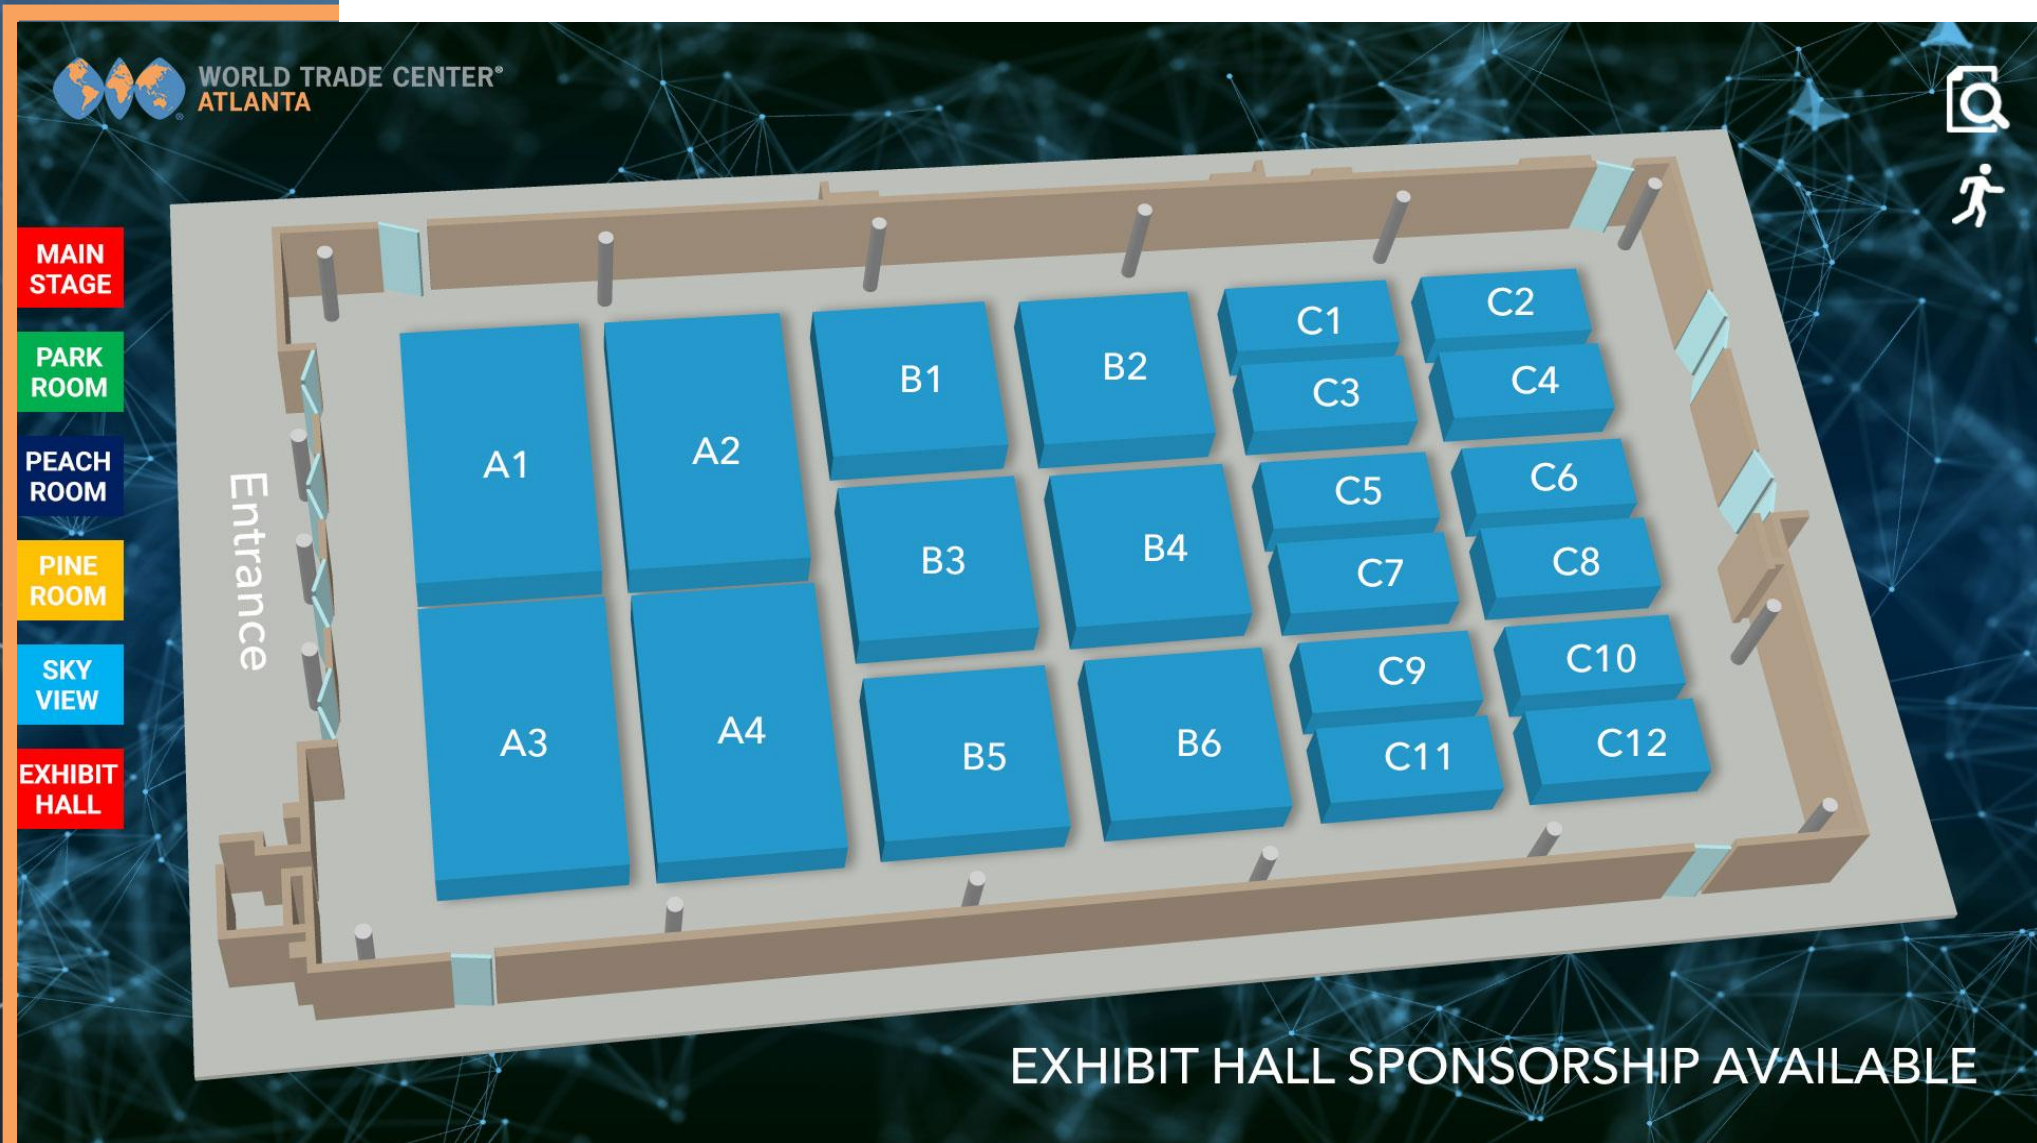 WORLD TRADE CENTER®
ATLANTA
MAIN
STAGE
PARK
ROOM
PEACH
ROOM
PINE
ROOM
SKY
VIEW
EXHIBIT
HALL
Entrance
A1
A2
A3
A4
B1
B2
B3
B4
B5
B6
C1
C2
C3
C4
C5
C6
C7
C8
C9
C10
C11
C12
EXHIBIT HALL SPONSORSHIP AVAILABLE